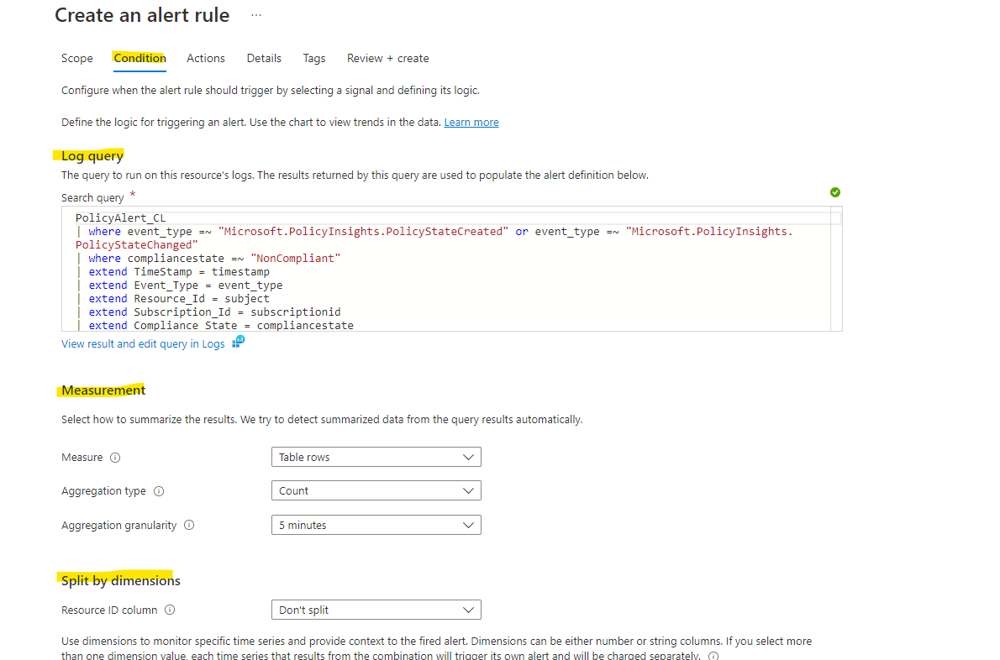 Create an alert rule ...
Scope Condition Actions Details Tags Review + create
Configure when the alert rule should trigger by selecting a signal and defining its logic.
Define the logic for triggering an alert. Use the chart to view trends in the data. Learn more
Log query
The query to run on this resource's logs. The results returned by this query are used to populate the alert definition below.
Search query *
PolicyAlert_CL
| where event_type =~ "Microsoft.PolicyInsights.PolicyStateCreated" or event_type =~ "Microsoft.PolicyInsights.
PolicyStateChanged"
| where compliancestate =~ "NonCompliant"
| extend TimeStamp = timestamp
| extend Event_Type = event_type
| extend Resource_Id = subject
| extend Subscription_Id = subscriptionid
| extend Compliance_State = compliancestate
View result and edit query in Logs
Measurement
Select how to summarize the results. We try to detect summarized data from the query results automatically.
Measure Table rows
Aggregation type Count
Aggregation granularity 5 minutes
Split by dimensions
Resource ID column Don't split
Use dimensions to monitor specific time series and provide context to the fired alert. Dimensions can be either number or string columns. If you select more
than one dimension value, each time series that results from the combination will trigger its own alert and will be charged separately.